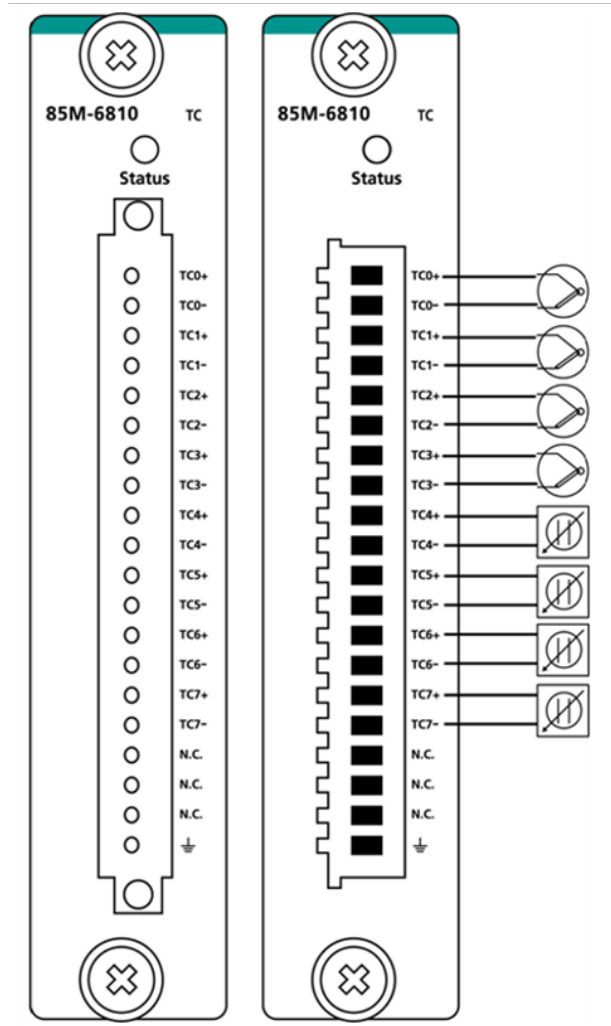 85M-6810 TC
Status
TC0+
TC0-
TC1+
TC1-
TC2+
TC2-
TC3+
TC3-
TC4+
TC4-
TC5+
TC5-
TC6+
TC6-
TC7+
TC7-
N.C.
N.C.
N.C.
85M-6810 TC
Status
TC0+
TC0-
TC1+
TC1-
TC2+
TC2-
TC3+
TC3-
TC4+
TC4-
TC5+
TC5-
TC6+
TC6-
TC7+
TC7-
N.C.
N.C.
N.C.